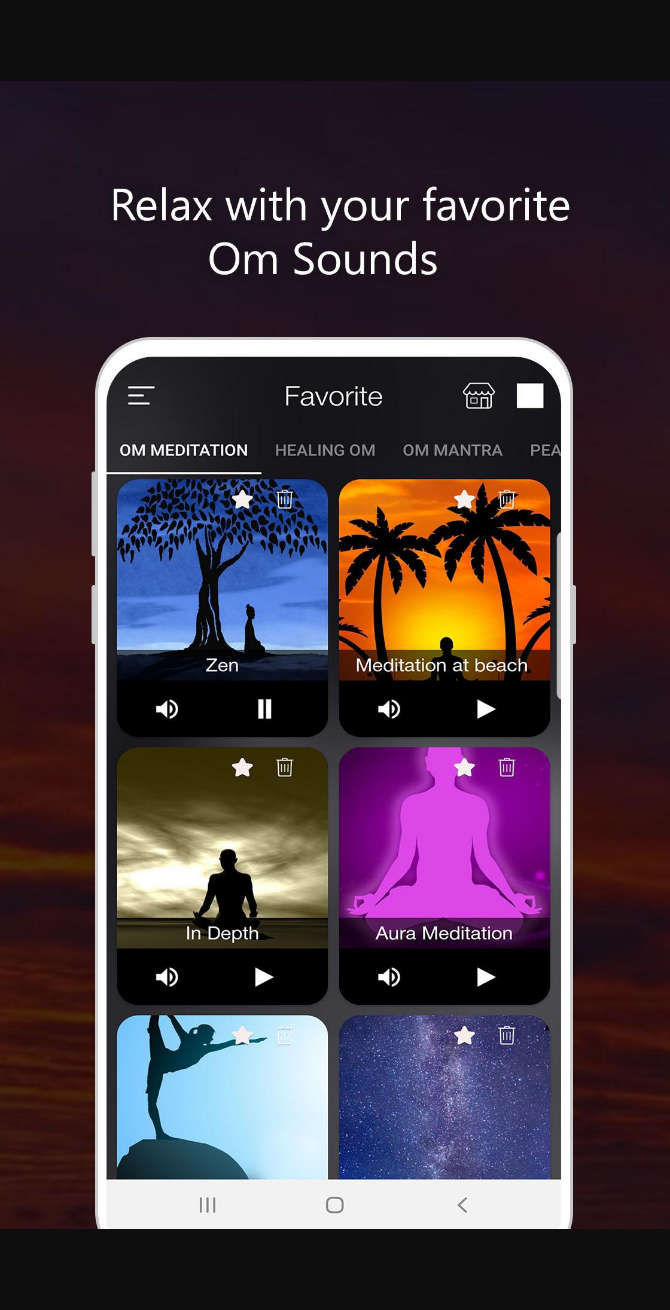 Relax with your favorite
Om Sounds
Favorite
OM MEDITATION HEALING OM OM MANTRA PEA
Zen
Meditation at beach
In Depth
Aura Meditation